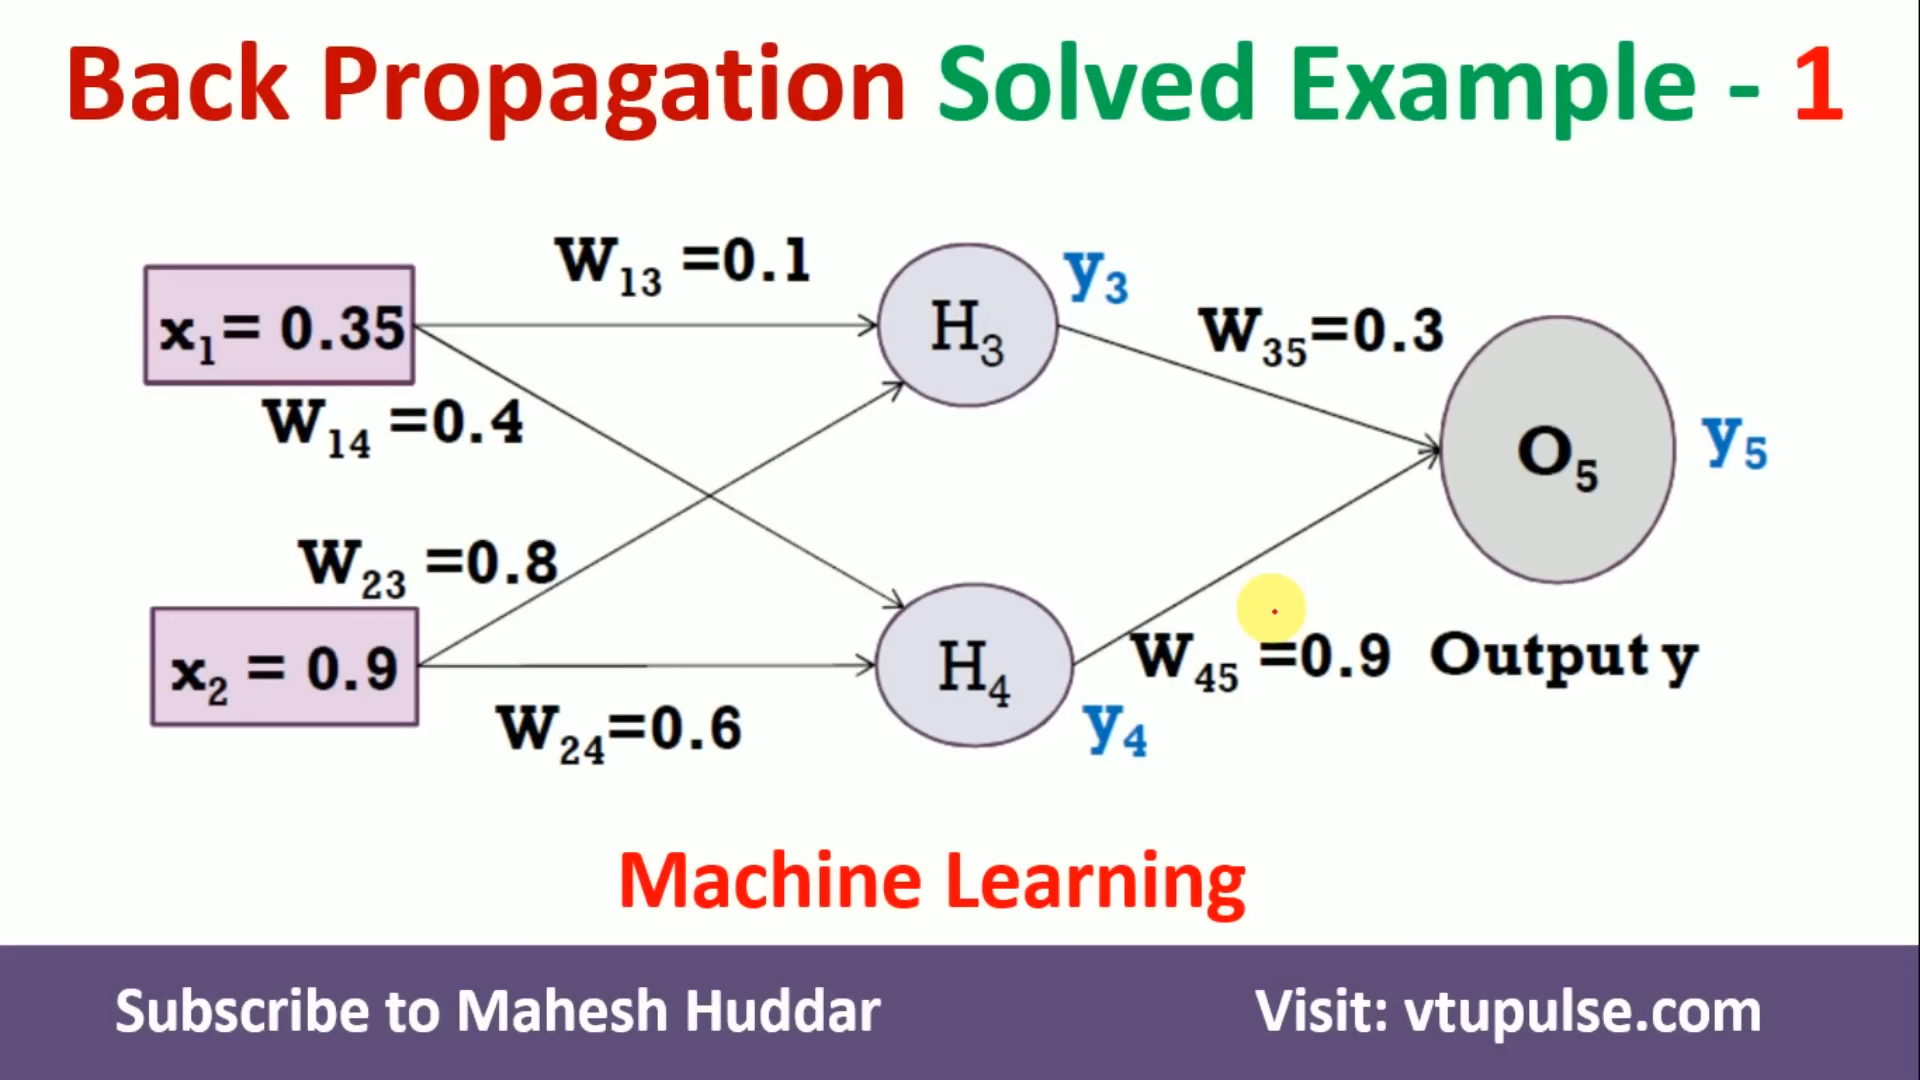 Back Propagation Solved Example - 1
W13 =0.1
y3
x1= 0.35
H3
W35=0.3
W14 =0.4
O5
y5
W23 =0.8
x2 = 0.9
H4
W45 =0.9 Output y
W24=0.6
y4
Machine Learning
Subscribe to Mahesh Huddar
Visit: vtupulse.com